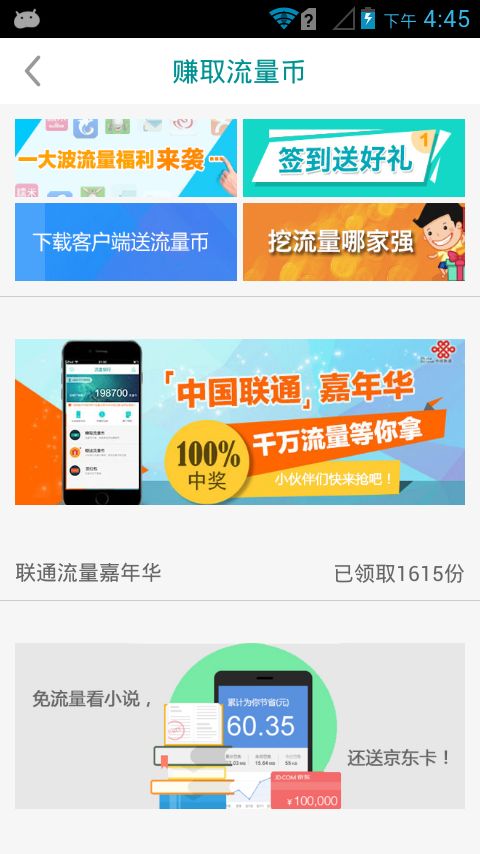 下午 4:45
赚取流量币
一大波流量福利来袭…
签到送好礼
1
下载客户端送流量币
挖流量哪家强
198700
「中国联通」嘉年华
千万流量等你拿
100%
中奖
小伙伴们快来抢吧！
联通流量嘉年华
已领取1615份
免流量看小说，
累计为你节省(元)
60.35
15.64
还送京东卡！
JD.COM 京东
¥100,000